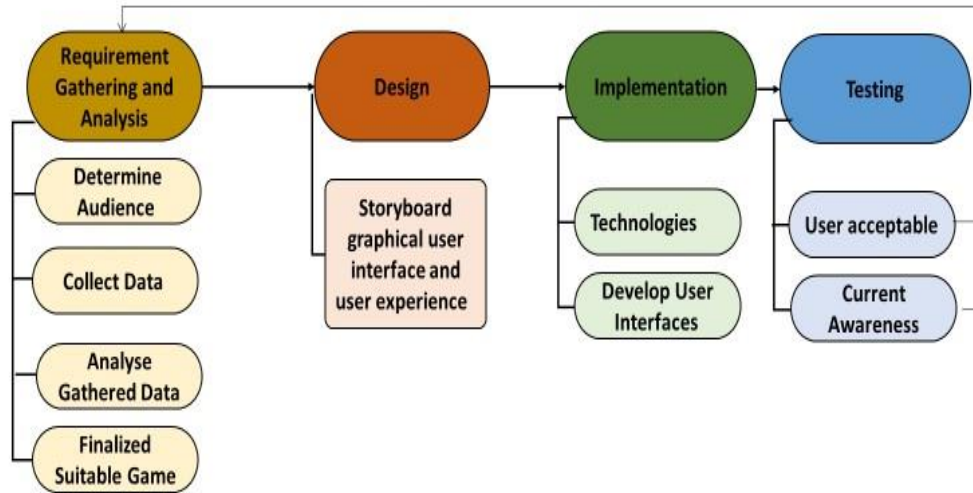 Requirement
Gathering and
Analysis
Design
Implementation
Testing
Determine
Audience
Collect Data
Analyse
Gathered Data
Finalized
Suitable Game
Storyboard
graphical user
interface and
user experience
Technologies
Develop User
Interfaces
User acceptable
Current
Awareness